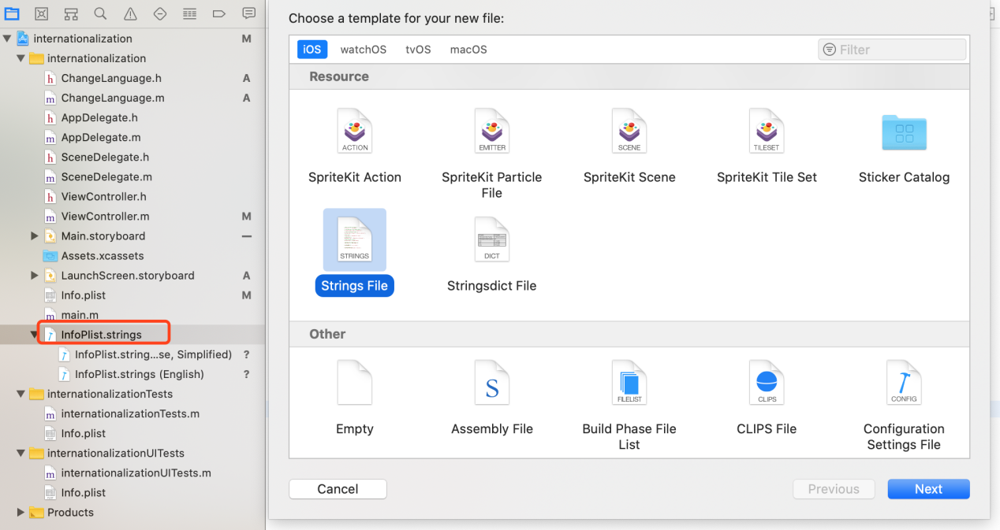 internationalization M
internationalization
ChangeLanguage.h A
ChangeLanguage.m A
AppDelegate.h
AppDelegate.m
SceneDelegate.h
SceneDelegate.m
ViewController.h
ViewController.m M
Main.storyboard
Assets.xcassets
LaunchScreen.storyboard A
Info.plist M
main.m
InfoPlist.strings
InfoPlist.string...se, Simplified) ?
InfoPlist.strings (English) ?
internationalizationTests
internationalizationTests.m
Info.plist
internationalizationUITests
internationalizationUITests.m
Info.plist
Products
Choose a template for your new file:
iOS watchOS tvOS macOS Filter
Resource
ACTION EMITTER SCENE TILESET
SpriteKit Action SpriteKit Particle SpriteKit Scene SpriteKit Tile Set Sticker Catalog
File
STRINGS DICT
Strings File Stringsdict File
Other
S
FILELIST CLIPS CONFIG
Empty Assembly File Build Phase File CLIPS File Configuration
List Settings File
Cancel Previous Next